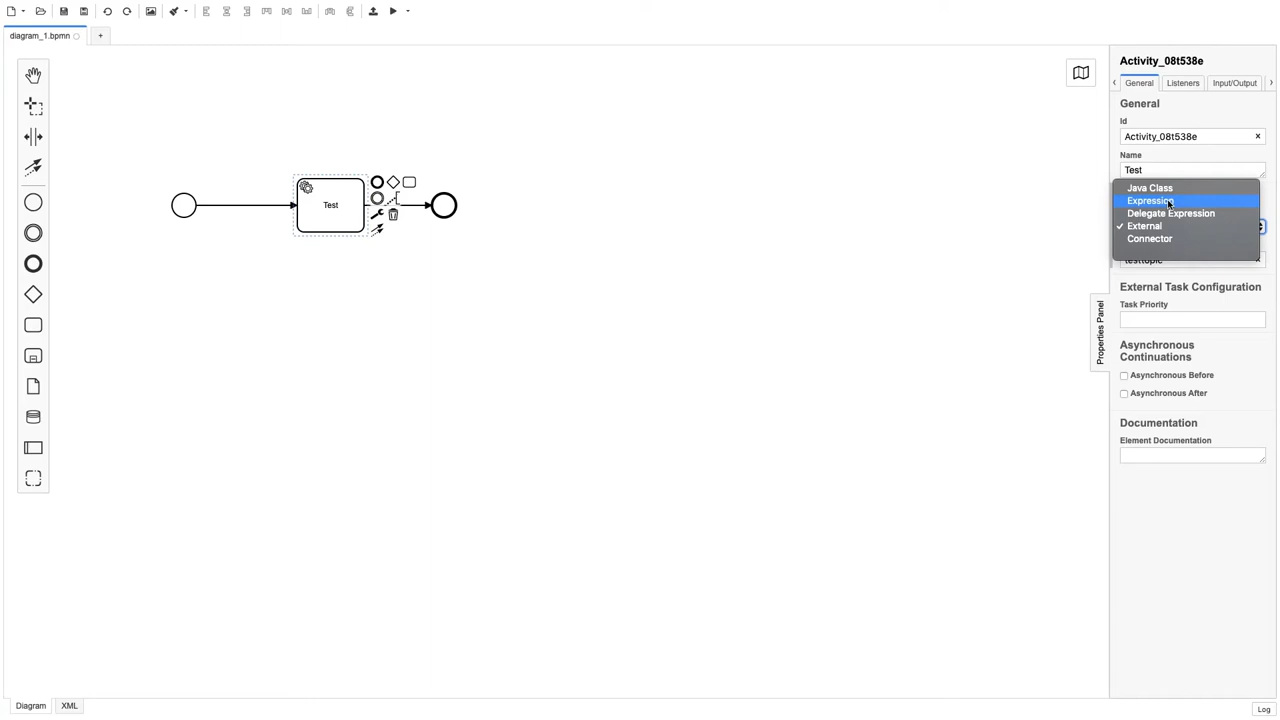 diagram_1.bpmn
+
Activity_08t538e
General
Listeners
Input/Output
General
Id
Activity_08t538e
Name
Test
Java Class
Expression
Delegate Expression
External
Connector
testtopic
External Task Configuration
Task Priority
Asynchronous
Continuations
Asynchronous Before
Asynchronous After
Documentation
Element Documentation
Test
Properties Panel
Diagram
XML
Log